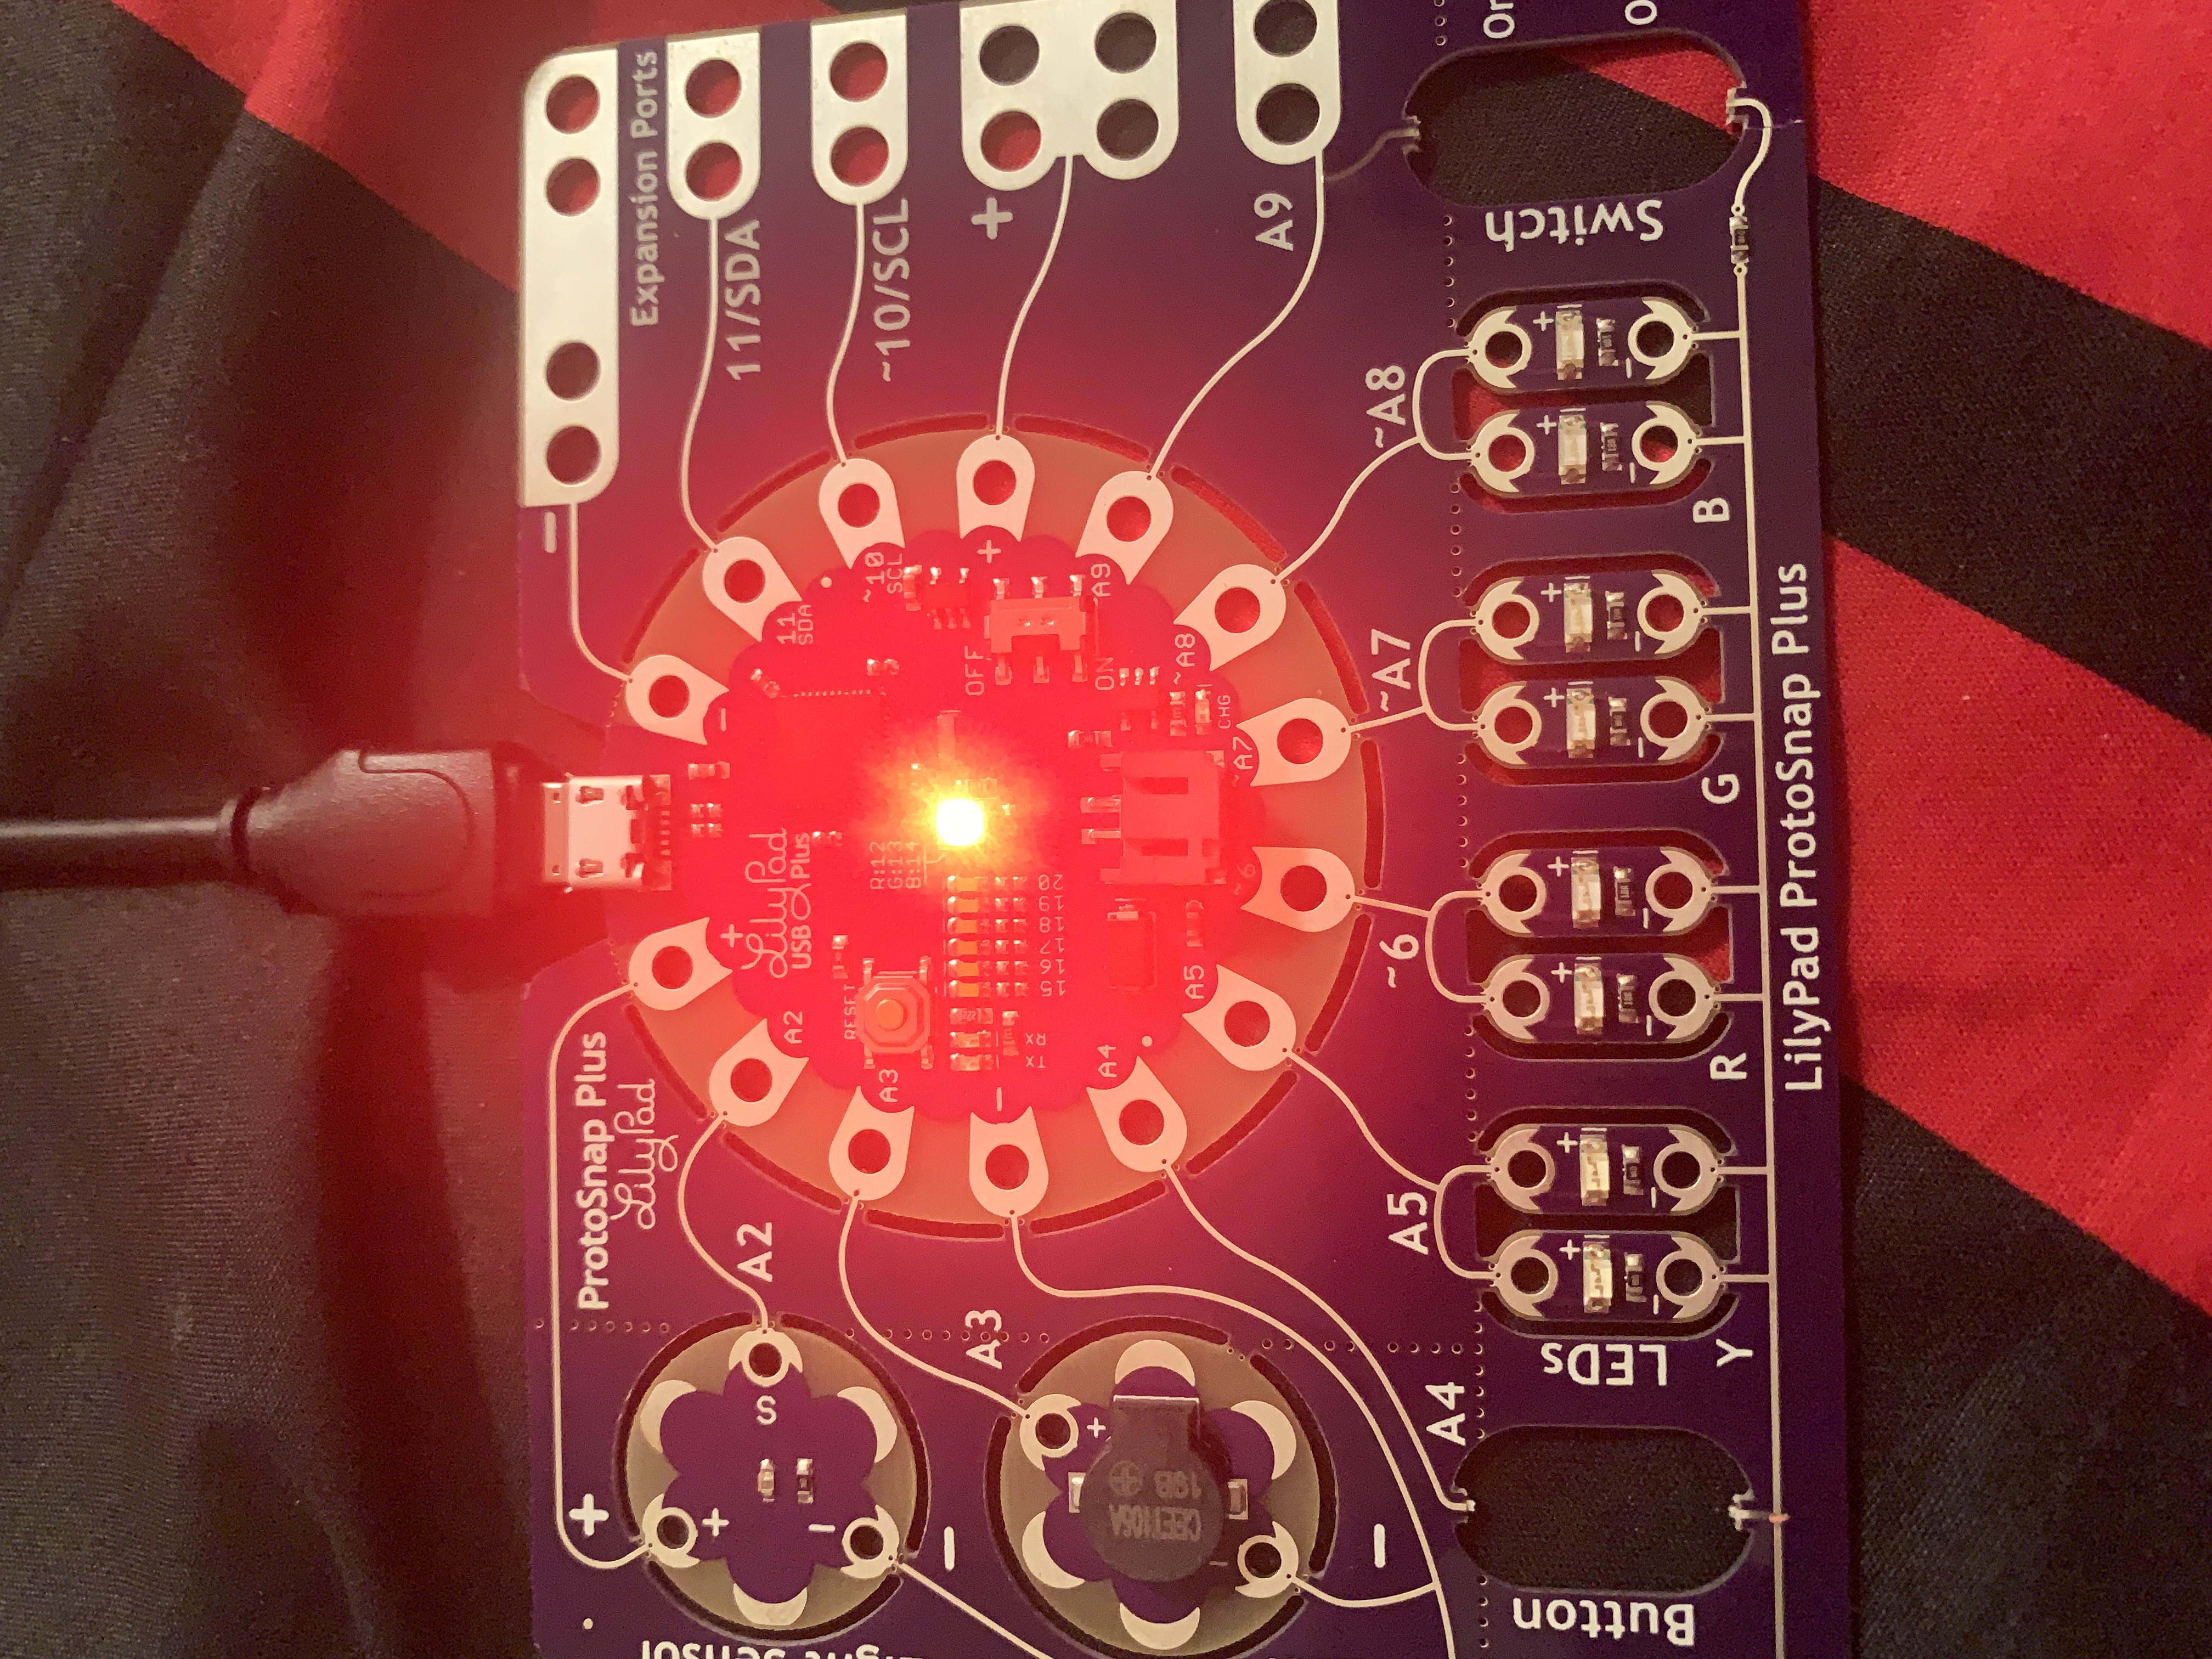 +
ProtoSnap Plus
LilyPad
−
Expansion Ports
+
S
−
A2
11/SDA
~10/SCL
+
A9
−
A3
+
−
A4
+
−
LilyPad
USB Plus
A2
11
SDA
RESET
A3
R:12
G:13
B:14
~10
SCL
OFF
−
+
TX
RX
15
16
17
18
19
20
A4
ON
A9
A5
~A8
CHG
~6
~A7
A5
~6
~A7
~A8
Button
LEDs
Switch
+
+
+
+
+
+
+
+
−
−
−
−
−
−
−
Y
R
G
B
LilyPad ProtoSnap Plus